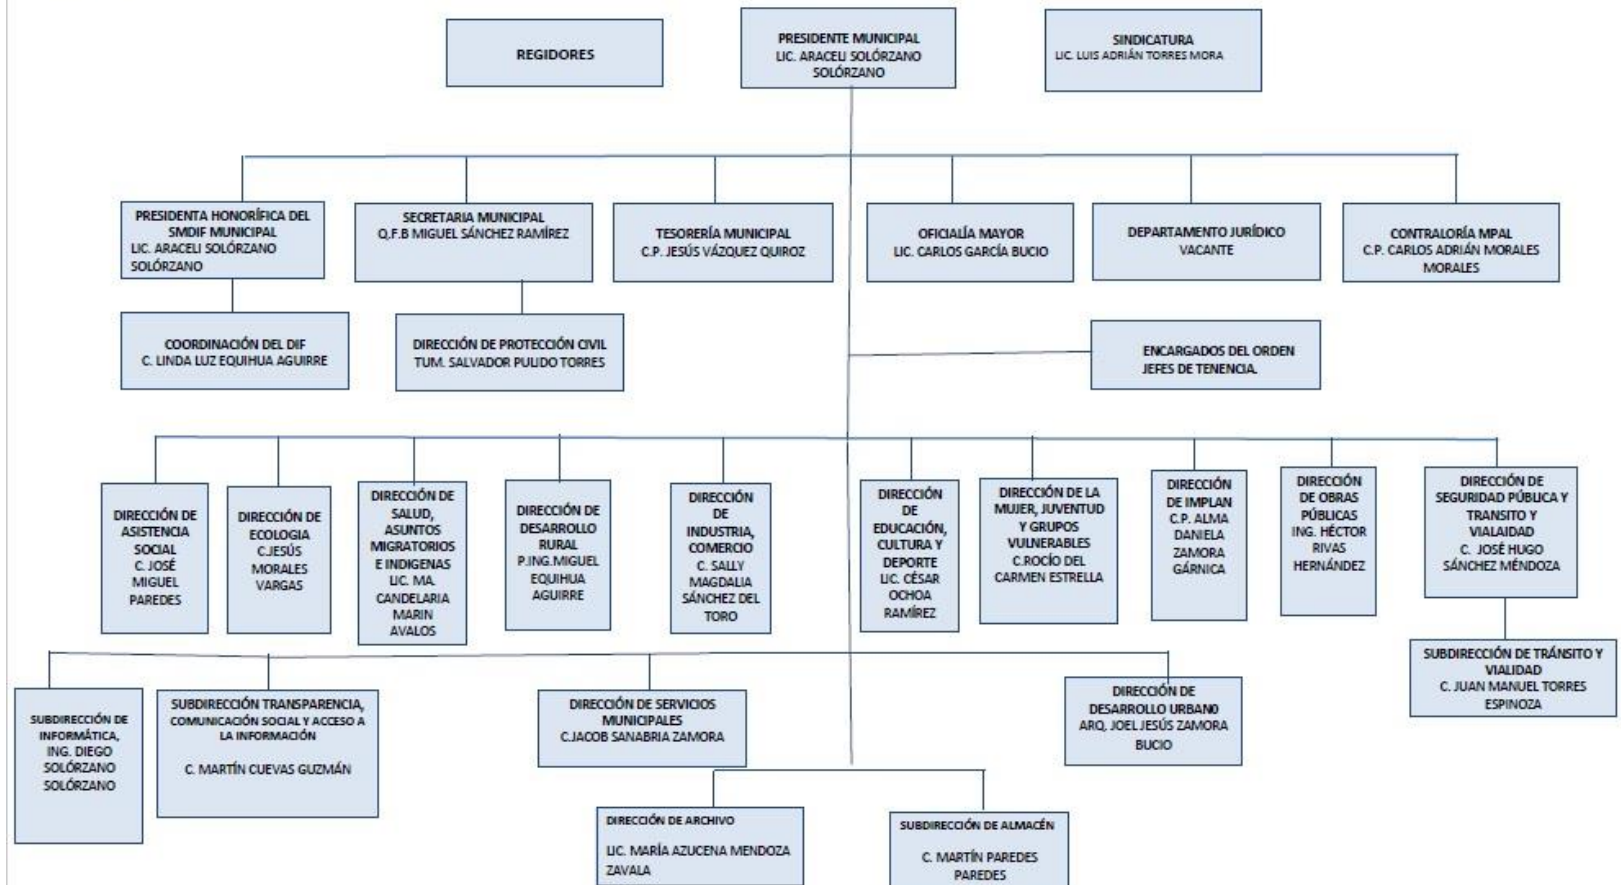 REGIDORES
PRESIDENTE MUNICIPAL
LIC. ARACELI SOLÓRZANO
SOLÓRZANO
SINDICATURA
LIC. LUIS ADRIÁN TORRES MORA
PRESIDENTA HONORÍFICA DEL
SMDIF MUNICIPAL
LIC. ARACELI SOLÓRZANO
SOLÓRZANO
SECRETARIA MUNICIPAL
Q.F.B MIGUEL SÁNCHEZ RAMÍREZ
TESORERÍA MUNICIPAL
C.P. JESÚS VÁZQUEZ QUIROZ
OFICIALÍA MAYOR
LIC. CARLOS GARCÍA BUCIO
DEPARTAMENTO JURÍDICO
VACANTE
CONTRALORÍA MPAL
C.P. CARLOS ADRIÁN MORALES
MORALES
COORDINACIÓN DEL DIF
C. LINDA LUZ EQUIHUA AGUIRRE
DIRECCIÓN DE PROTECCIÓN CIVIL
TUM. SALVADOR PULIDO TORRES
ENCARGADOS DEL ORDEN
JEFES DE TENENCIA.
DIRECCIÓN DE
ASISTENCIA
SOCIAL
C. JOSÉ
MIGUEL
PAREDES
DIRECCIÓN DE
ECOLOGIA
C.JESÚS
MORALES
VARGAS
DIRECCIÓN DE
SALUD,
ASUNTOS
MIGRATORIOS
E INDIGENAS
LIC. MA.
CANDELARIA
MARIN
AVALOS
DIRECCIÓN DE
DESARROLLO
RURAL
P.ING.MIGUEL
EQUIHUA
AGUIRRE
DIRECCIÓN
DE
INDUSTRIA,
COMERCIO
C. SALLY
MAGDALIA
SÁNCHEZ DEL
TORO
DIRECCIÓN
DE
EDUCACIÓN,
CULTURA Y
DEPORTE
LIC. CÉSAR
OCHOA
RAMÍREZ
DIRECCIÓN DE LA
MUJER, JUVENTUD
Y GRUPOS
VULNERABLES
C.ROCÍO DEL
CARMEN ESTRELLA
DIRECCIÓN
DE IMPLAN
C.P. ALMA
DANIELA
ZAMORA
GÁRNICA
DIRECCIÓN
DE OBRAS
PÚBLICAS
ING. HÉCTOR
RIVAS
HERNÁNDEZ
DIRECCIÓN DE
SEGURIDAD PÚBLICA Y
TRANSITO Y
VIALAIDAD
C. JOSÉ HUGO
SÁNCHEZ MÉNDOZA
SUBDIRECCIÓN DE TRÁNSITO Y
VIALIDAD
C. JUAN MANUEL TORRES
ESPINOZA
SUBDIRECCIÓN DE
INFORMÁTICA,
ING. DIEGO
SOLÓRZANO
SOLÓRZANO
SUBDIRECCIÓN TRANSPARENCIA,
COMUNICACIÓN SOCIAL Y ACCESO A
LA INFORMACIÓN
C. MARTÍN CUEVAS GUZMÁN
DIRECCIÓN DE SERVICIOS
MUNICIPALES
C.JACOB SANABRIA ZAMORA
DIRECCIÓN DE
DESARROLLO URBAN0
ARQ. JOEL JESÚS ZAMORA
BUCIO
DIRECCIÓN DE ARCHIVO
LIC. MARÍA AZUCENA MENDOZA
ZAVALA
SUBDIRECCIÓN DE ALMACÉN
C. MARTÍN PAREDES
PAREDES